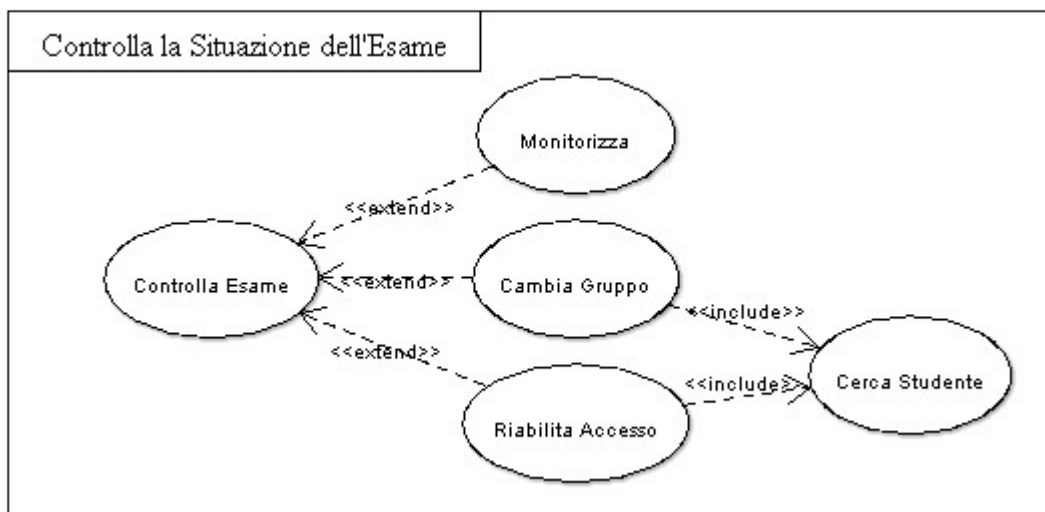 Controlla la Situazione dell'Esame
Monitorizza
<<extend>>
Controlla Esame
<<extend>>
Cambia Gruppo
<<include>>
<<extend>>
<<include>>
Cerca Studente
Riabilita Accesso